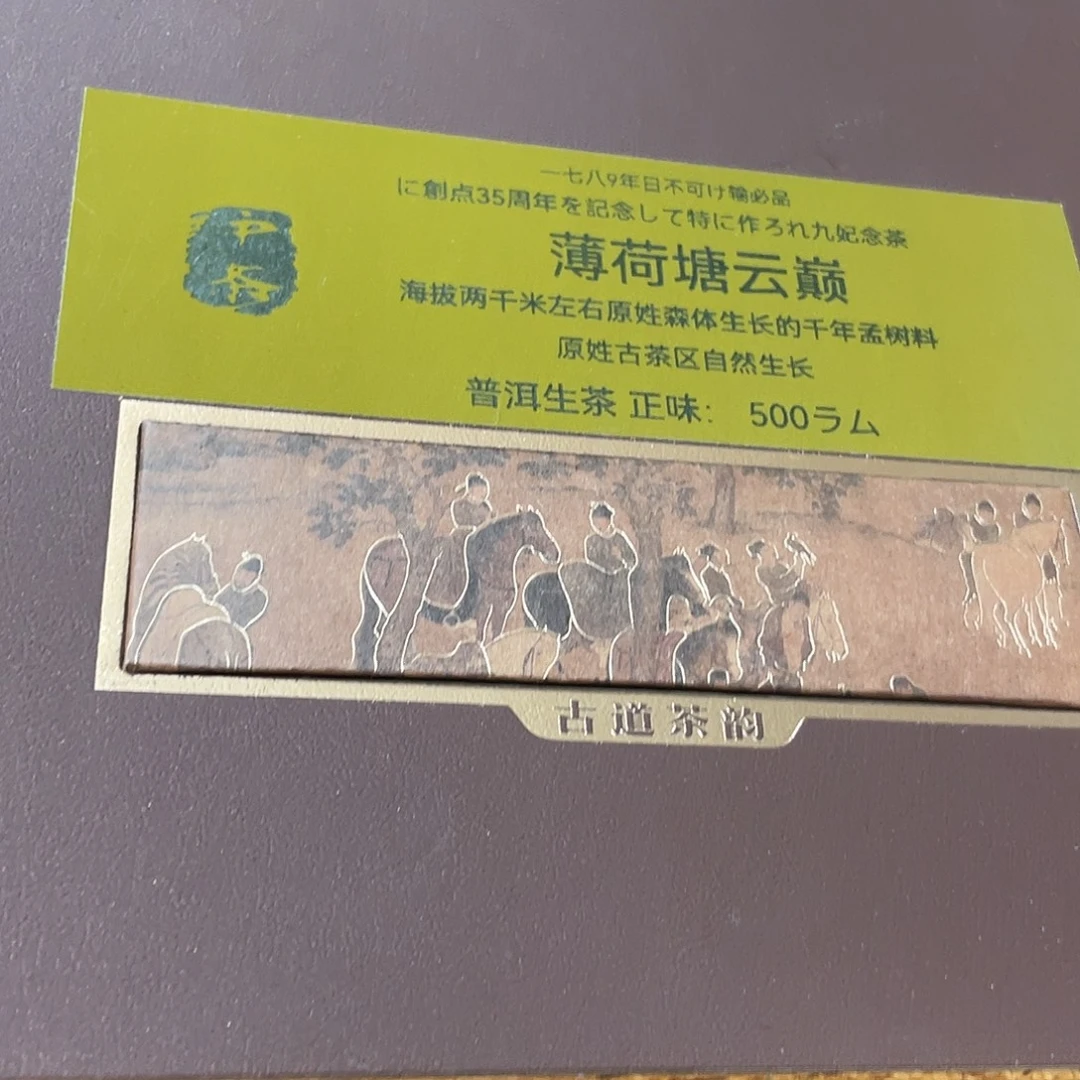 一七八9年日不可け輸必品
に創点35周年を記念して特に作ろれ九妃念茶
薄荷塘云巅
海拔两千米左右原姓森体生长的千年孟树料
原姓古茶区自然生长
普洱生茶 正味: 500ラム
古道茶韵